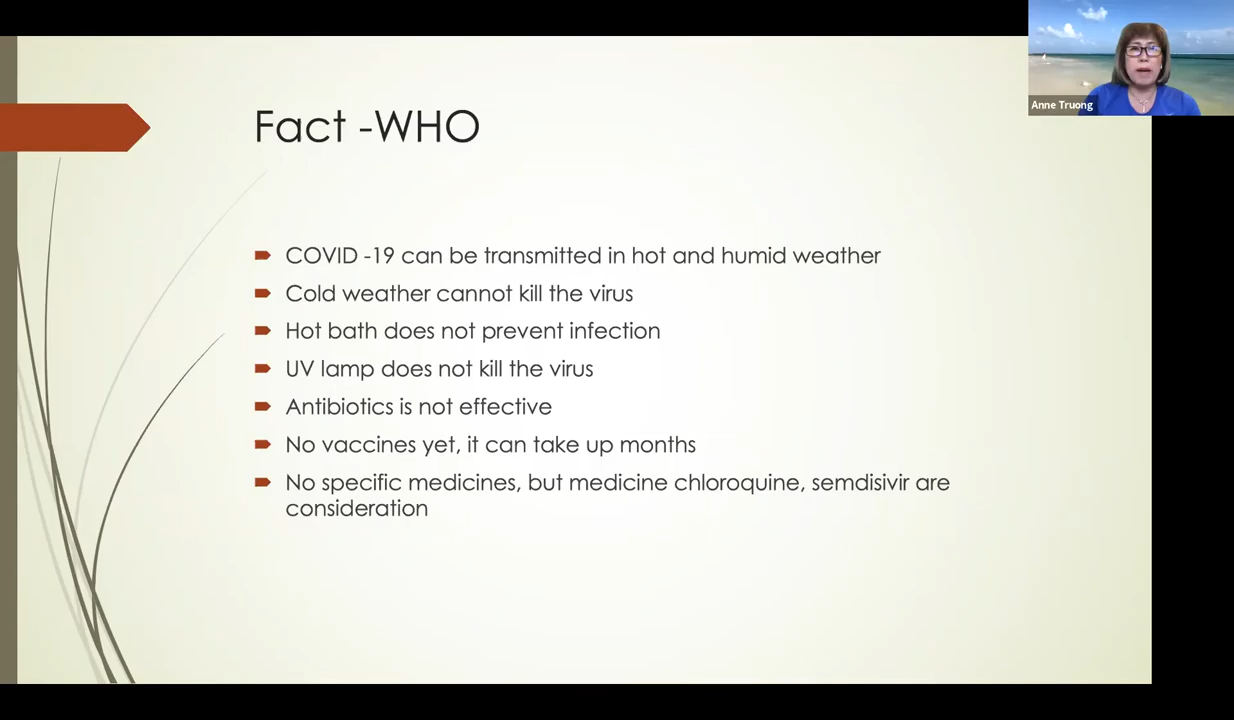 Anne Truong
Fact -WHO
COVID -19 can be transmitted in hot and humid weather
Cold weather cannot kill the virus
Hot bath does not prevent infection
UV lamp does not kill the virus
Antibiotics is not effective
No vaccines yet, it can take up months
No specific medicines, but medicine chloroquine, semdisivir are
consideration